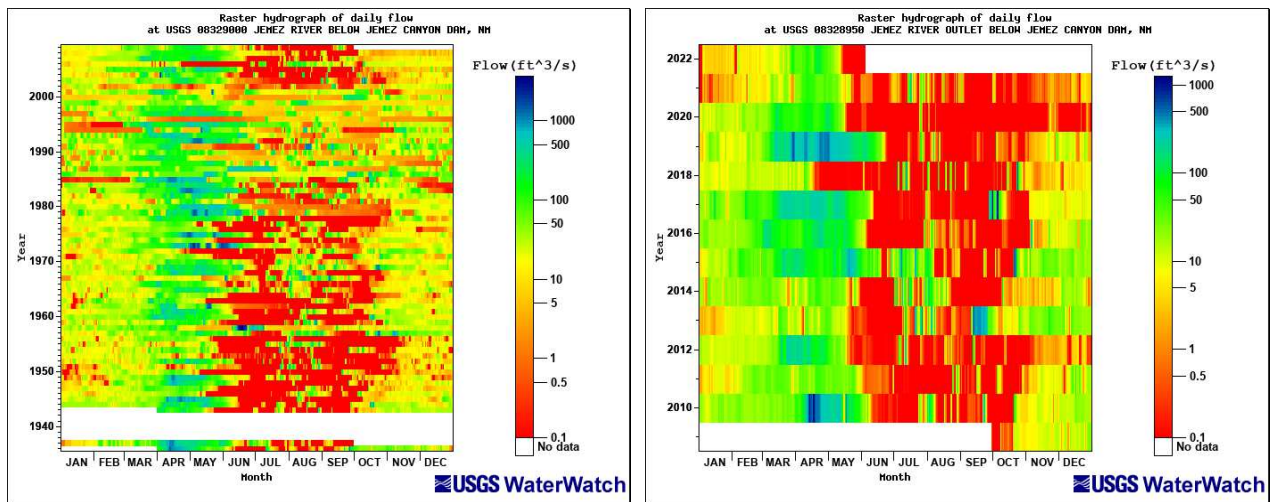 Raster hydrograph of daily flow
at USGS 08329000 JEMEZ RIVER BELOW JEMEZ CANYON DAM, NM
Flow(ft^3/s)
2000
1990
1980
1970
1960
1950
1940
Year
1000
500
100
50
10
5
1
0.5
0.1
No data
JAN FEB MAR APR MAY JUN JUL AUG SEP OCT NOV DEC
Month
USGS WaterWatch
Raster hydrograph of daily flow
at USGS 08328950 JEMEZ RIVER OUTLET BELOW JEMEZ CANYON DAM, NM
Flow(ft^3/s)
2022
2020
2018
2016
2014
2012
2010
Year
1000
500
100
50
10
5
1
0.5
0.1
No data
JAN FEB MAR APR MAY JUN JUL AUG SEP OCT NOV DEC
Month
USGS WaterWatch